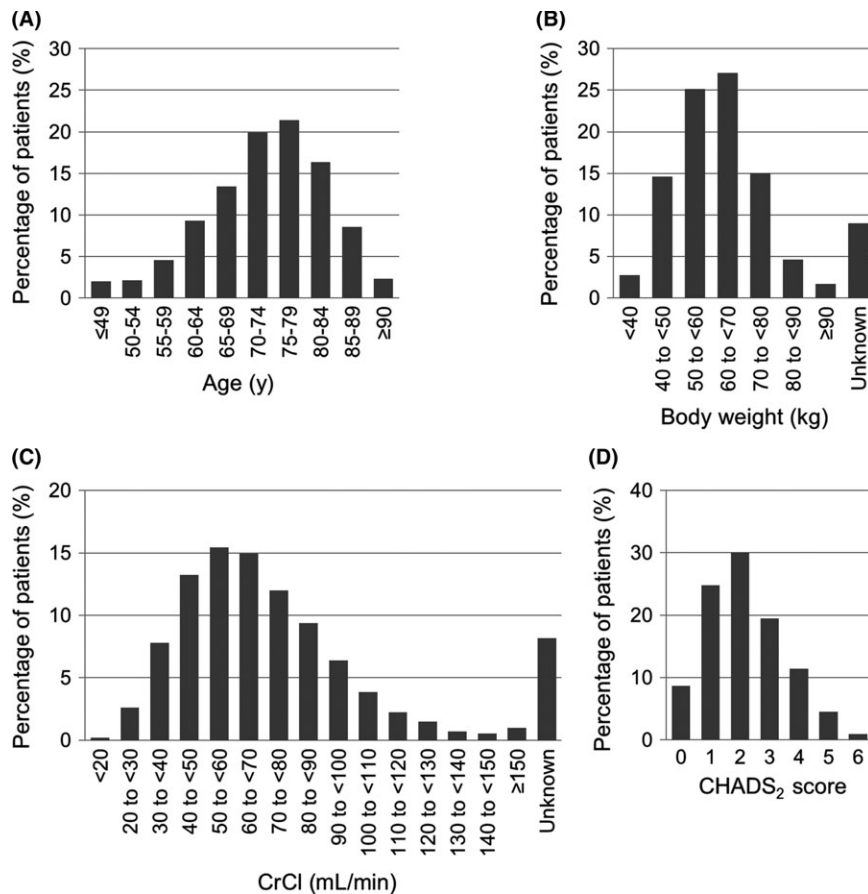 (A)
Percentage of patients (%)
30
25
20
15
10
5
0
≤49
50-54
55-59
60-64
65-69
70-74
75-79
80-84
85-89
≥90
Age (y)
(B)
Percentage of patients (%)
30
25
20
15
10
5
0
<40
40 to <50
50 to <60
60 to <70
70 to <80
80 to <90
≥90
Unknown
Body weight (kg)
(C)
Percentage of patients (%)
20
15
10
5
0
<20
20 to <30
30 to <40
40 to <50
50 to <60
60 to <70
70 to <80
80 to <90
90 to <100
100 to <110
110 to <120
120 to <130
130 to <140
140 to <150
≥150
Unknown
CrCl (mL/min)
(D)
Percentage of patients (%)
40
30
20
10
0
0 1 2 3 4 5 6
CHADS₂ score